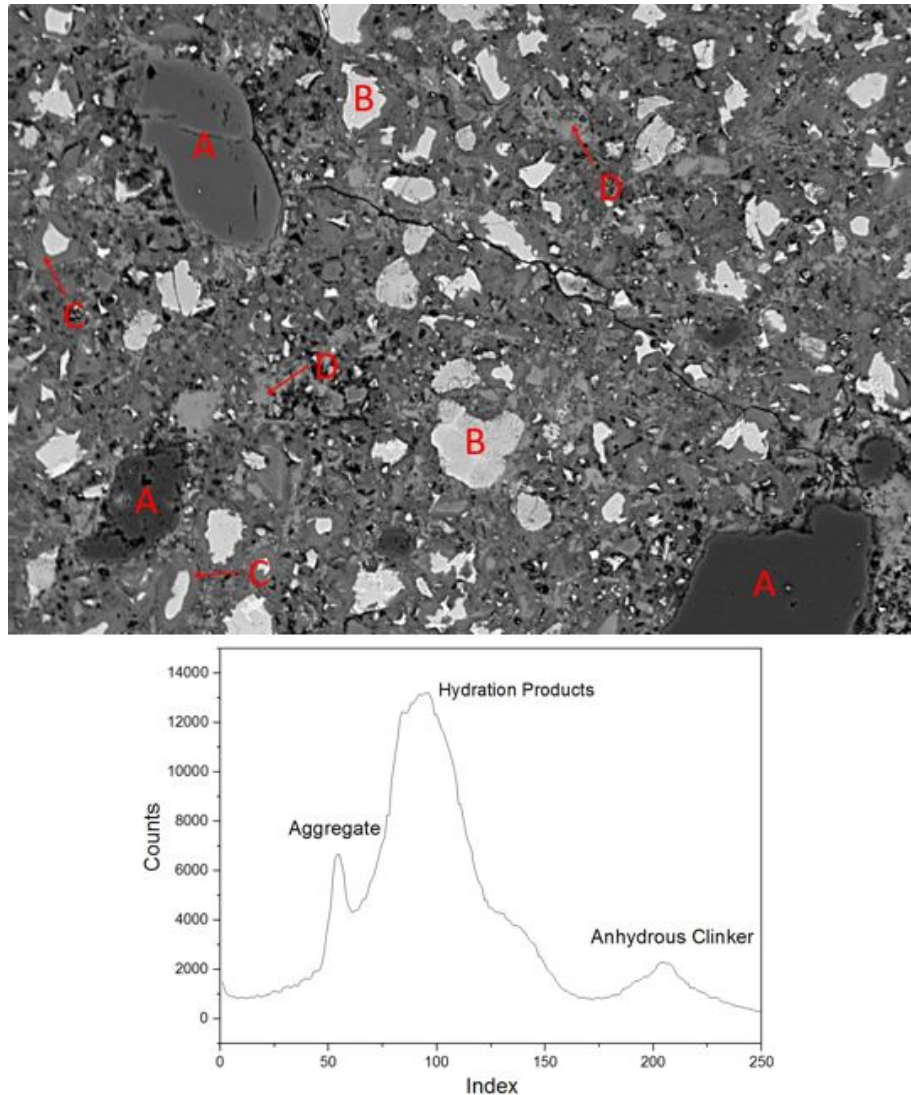 B
A
D
C
D
B
A
C
A
14000
12000
10000
8000
6000
4000
2000
0
Counts
Hydration Products
Aggregate
Anhydrous Clinker
0 50 100 150 200 250
Index